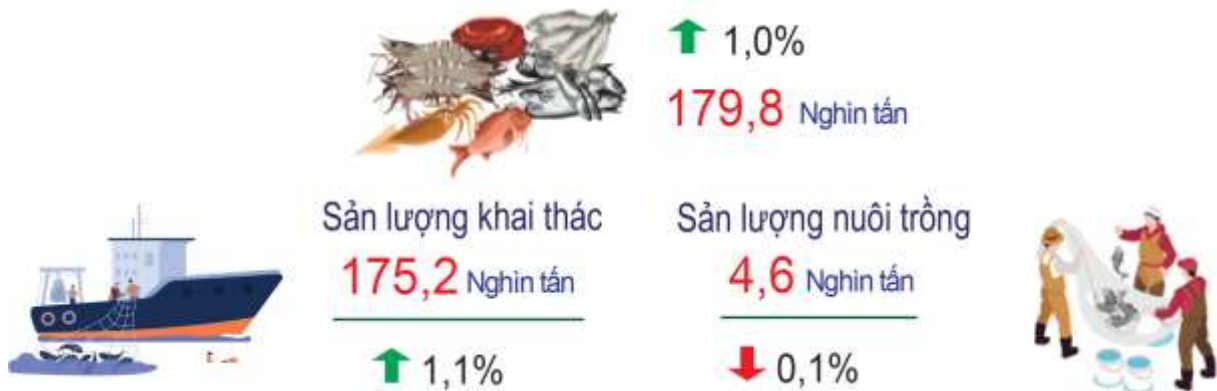 1,0%
179,8 Nghìn tấn
Sản lượng khai thác
175,2 Nghìn tấn
1,1%
Sản lượng nuôi trồng
4,6 Nghìn tấn
0,1%